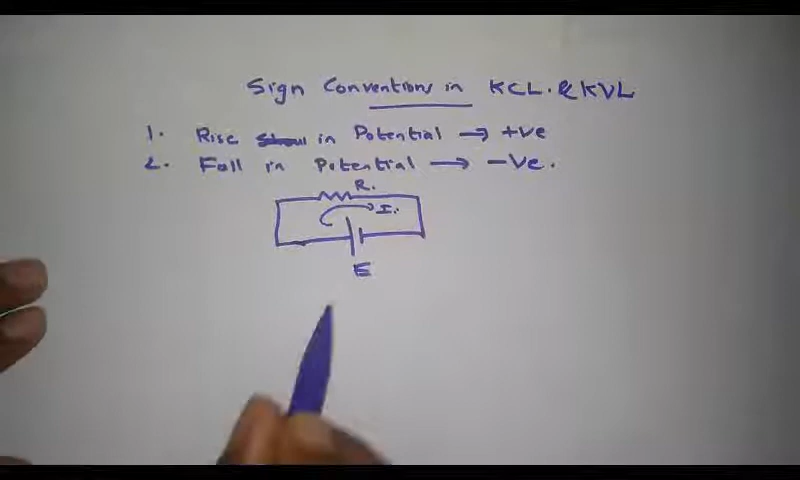 Sign Conventions in KCL. & KVL
1. Rise in Potential → +ve
2. Fall in Potential → -Ve.
R.
I.
E